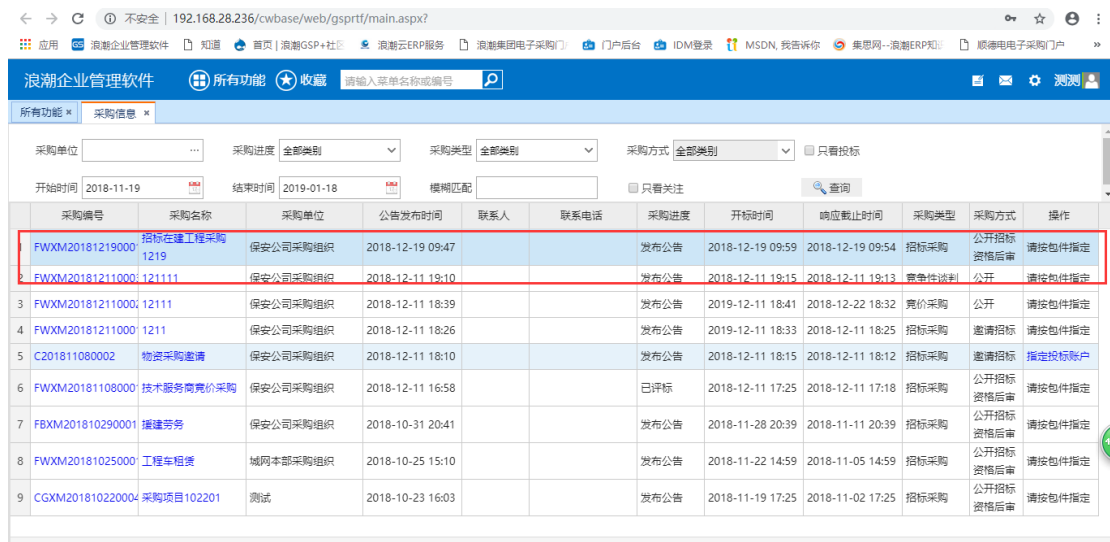 不安全 | 192.168.28.236/cwbase/web/gsprtf/main.aspx?
应用 浪潮企业管理软件 知道 首页 | 浪潮GSP+社区 浪潮云ERP服务 浪潮集团电子采购门户 门户后台 IDM登录 MSDN, 我告诉你 集思网--浪潮ERP知识 顺德电子采购门户 »
浪潮企业管理软件 所有功能 收藏 请输入菜单名称或编号 测测
所有功能 × 采购信息 ×
采购单位 ... 采购进度 全部类别 采购类型 全部类别 采购方式 全部类别 只看投标
开始时间 2018-11-19 结束时间 2019-01-18 模糊匹配 只看关注 查询
采购编号 采购名称 采购单位 公告发布时间 联系人 联系电话 采购进度 开标时间 响应截止时间 采购类型 采购方式 操作
1 FWXM20181219000 招标在建工程采购1219 保安公司采购组织 2018-12-19 09:47 发布公告 2018-12-19 09:59 2018-12-19 09:54 招标采购 公开招标资格后审 请按包件指定
2 FWXM20181211000 121111 保安公司采购组织 2018-12-11 19:10 发布公告 2018-12-11 19:15 2018-12-11 19:13 竞争性谈判 公开 请按包件指定
3 FWXM20181211000 12111 保安公司采购组织 2018-12-11 18:39 发布公告 2019-12-11 18:41 2018-12-22 18:32 竞价采购 公开 请按包件指定
4 FWXM20181211000 1211 保安公司采购组织 2018-12-11 18:26 发布公告 2019-12-11 18:33 2018-12-11 18:25 招标采购 邀请招标 请按包件指定
5 C201811080002 物资采购邀请 保安公司采购组织 2018-12-11 18:10 发布公告 2018-12-11 18:15 2018-12-11 18:12 招标采购 邀请招标 指定投标账户
6 FWXM20181108000 技术服务商竞价采购 保安公司采购组织 2018-12-11 16:58 已评标 2018-12-11 17:25 2018-12-11 17:18 招标采购 公开招标资格后审 请按包件指定
7 FBXM201810290001 援建劳务 保安公司采购组织 2018-10-31 20:41 发布公告 2018-11-28 20:39 2018-11-11 20:39 招标采购 公开招标资格后审 请按包件指定
8 FWXM20181025000 工程车租赁 域网本部采购组织 2018-10-25 15:10 发布公告 2018-11-22 14:59 2018-11-05 14:59 招标采购 公开招标资格后审 请按包件指定
9 CGXM201810220004 采购项目102201 测试 2018-10-23 16:03 发布公告 2018-11-19 17:25 2018-11-02 17:25 招标采购 公开招标资格后审 请按包件指定